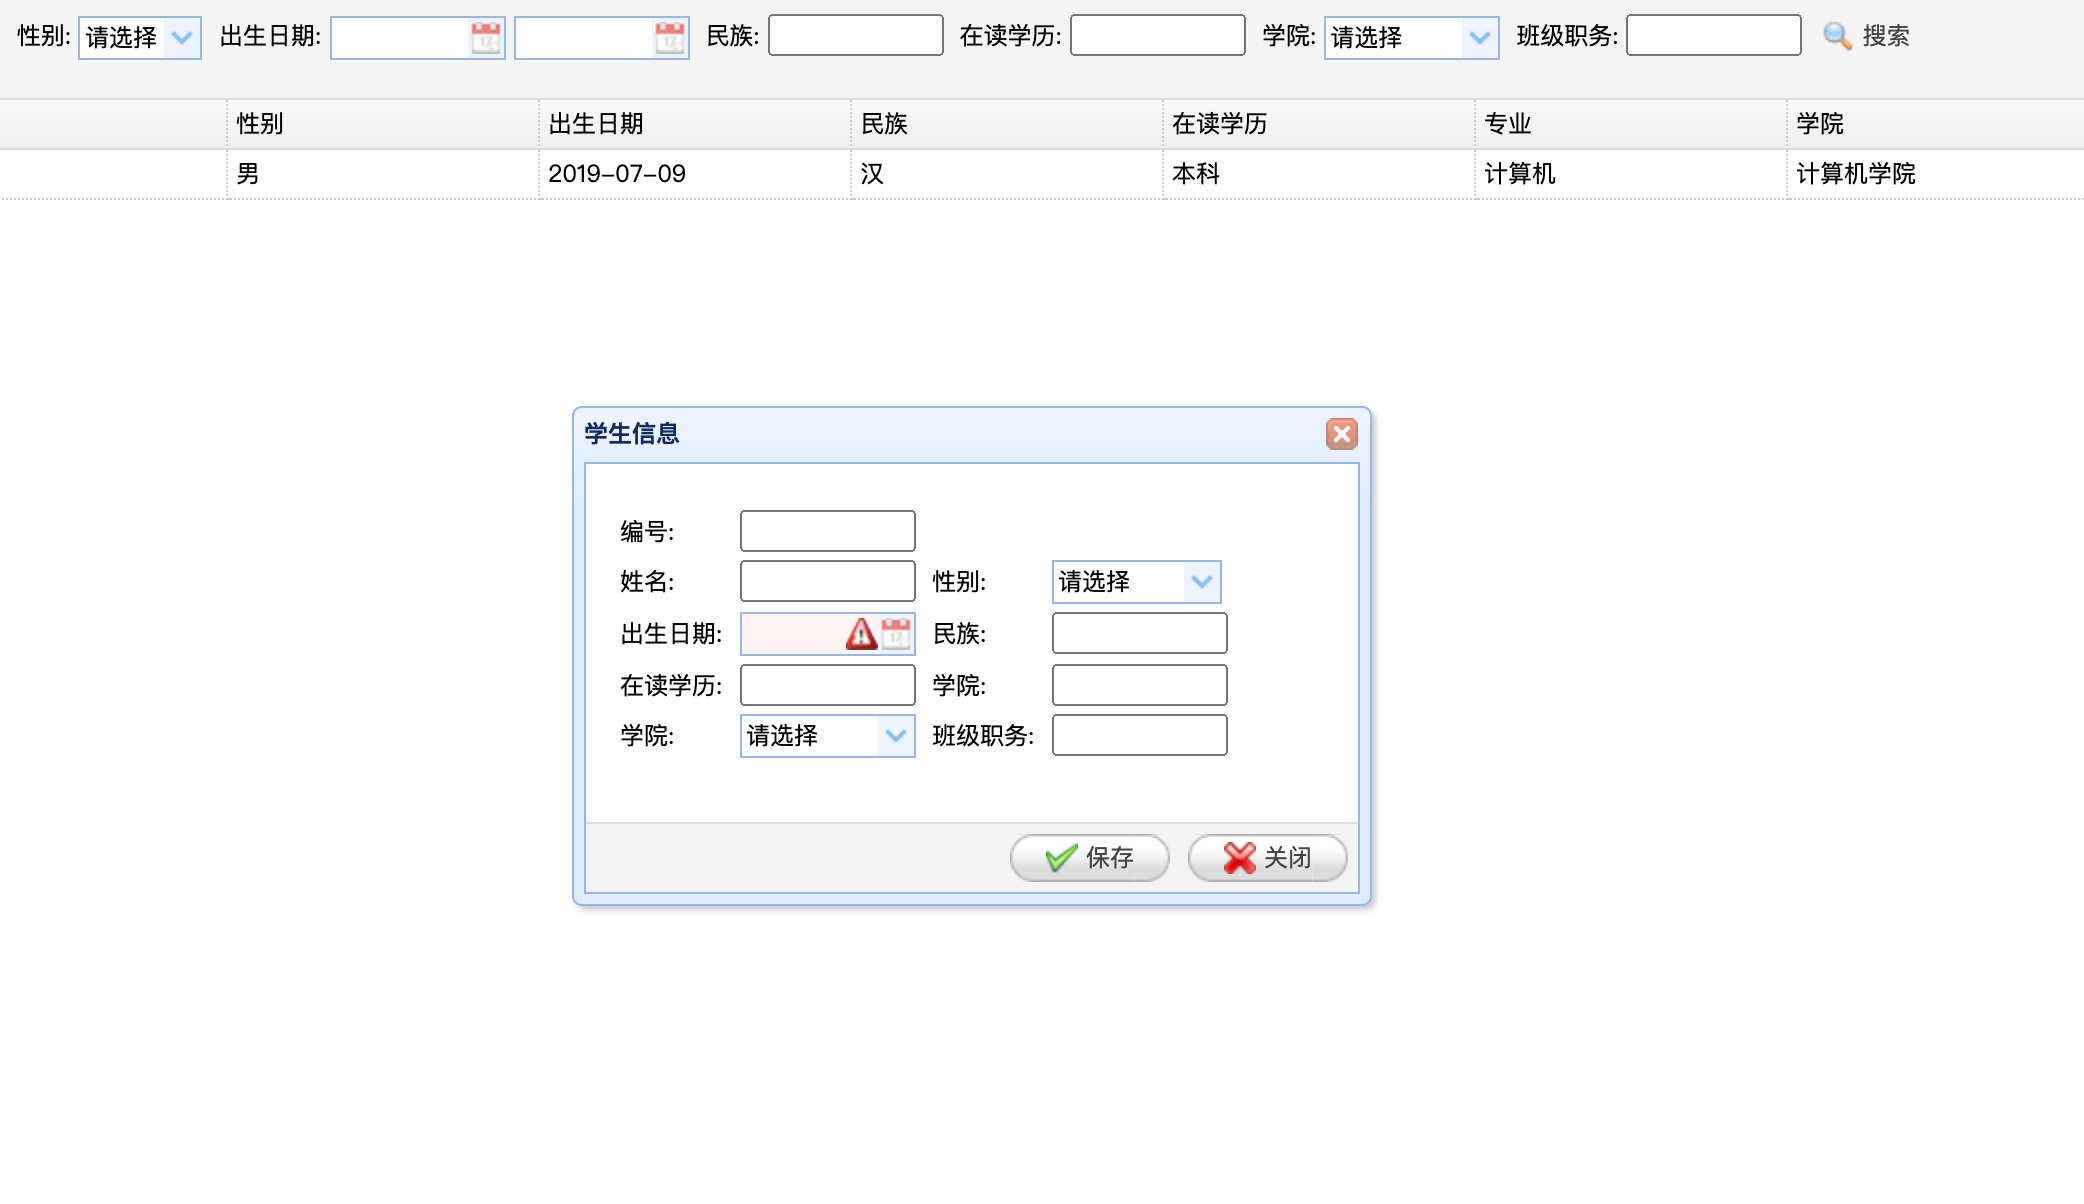 性别: 请选择 出生日期: 民族: 在读学历: 学院: 请选择 班级职务: 搜索
性别 出生日期 民族 在读学历 专业 学院
男 2019-07-09 汉 本科 计算机 计算机学院
学生信息
编号:
姓名: 性别: 请选择
出生日期: 民族:
在读学历: 学院:
学院: 请选择 班级职务:
保存 关闭